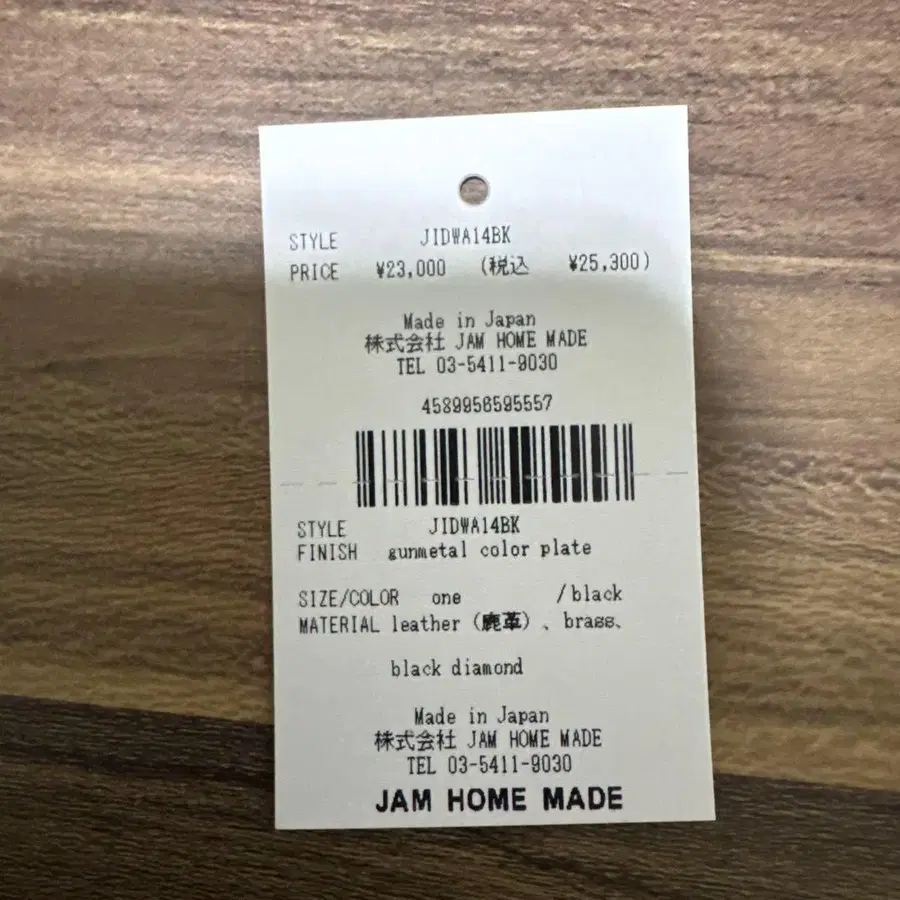 STYLE JIDWA14BK
PRICE ¥23,000 (税込 ¥25,300)
Made in Japan
株式会社 JAM HOME MADE
TEL 03-5411-9030
4589956595557
STYLE JIDWA14BK
FINISH gunmetal color plate
SIZE/COLOR one /black
MATERIAL leather (鹿革)、brass、
black diamond
Made in Japan
株式会社 JAM HOME MADE
TEL 03-5411-9030
JAM HOME MADE